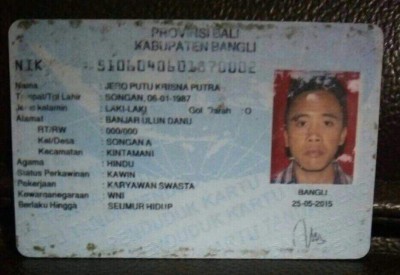 PROVINSI BALI
KABUPATEN BANGLI
NIK : 5106040601870002
Nama : JERO PUTU KRISNA PUTRA
Tempat/Tgl Lahir : SONGAN, 06-01-1987
Jenis kelamin : LAKI-LAKI Gol. Darah : O
Alamat : BANJAR ULUN DANU
RT/RW : 000/000
Kel/Desa : SONGAN A
Kecamatan : KINTAMANI
Agama : HINDU
Status Perkawinan : KAWIN
Pekerjaan : KARYAWAN SWASTA
Kewarganegaraan : WNI
Berlaku Hingga : SEUMUR HIDUP
BANGLI
25-05-2015